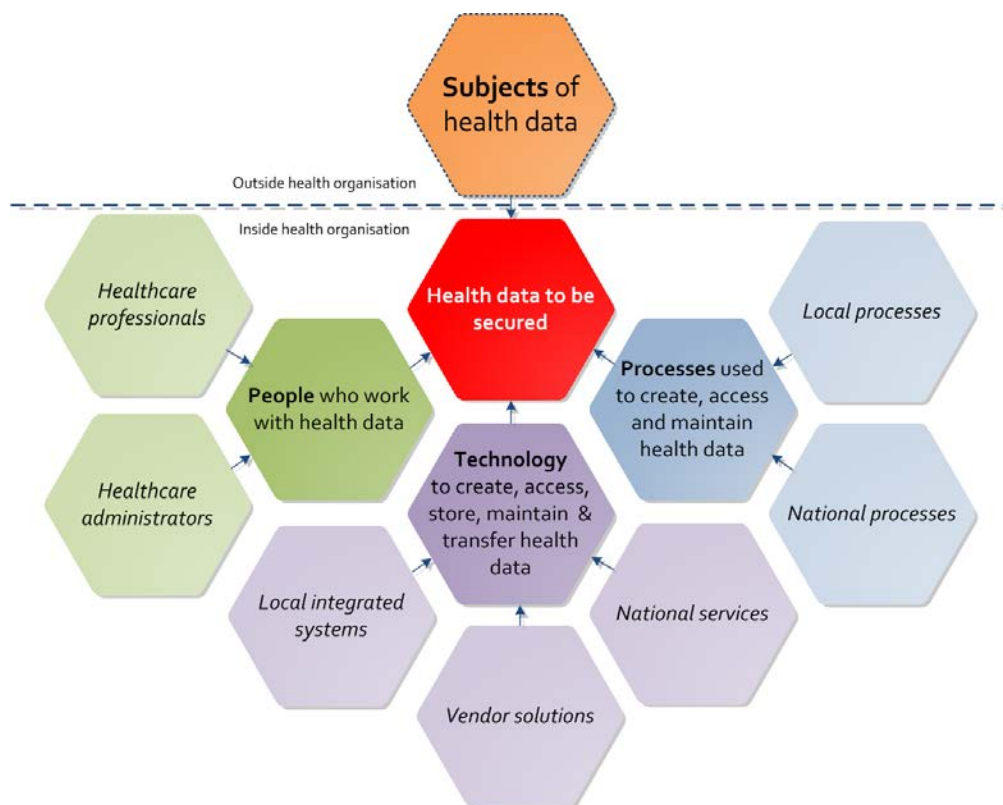 Subjects of
health data
Outside health organisation
Inside health organisation
Healthcare
professionals
Health data to be
secured
Local processes
People who work
with health data
Processes used
to create, access
and maintain
health data
Healthcare
administrators
Technology
to create, access,
store, maintain &
transfer health
data
National processes
Local integrated
systems
National services
Vendor solutions